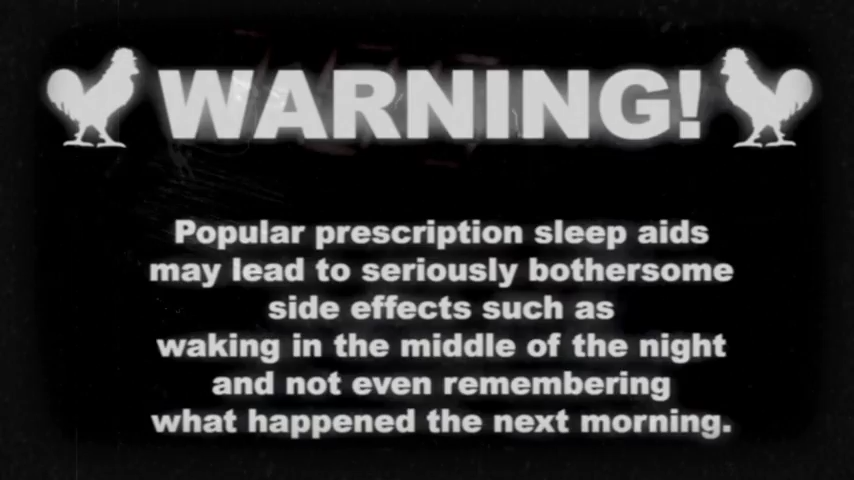 WARNING!
Popular prescription sleep aids
may lead to seriously bothersome
side effects such as
waking in the middle of the night
and not even remembering
what happened the next morning.